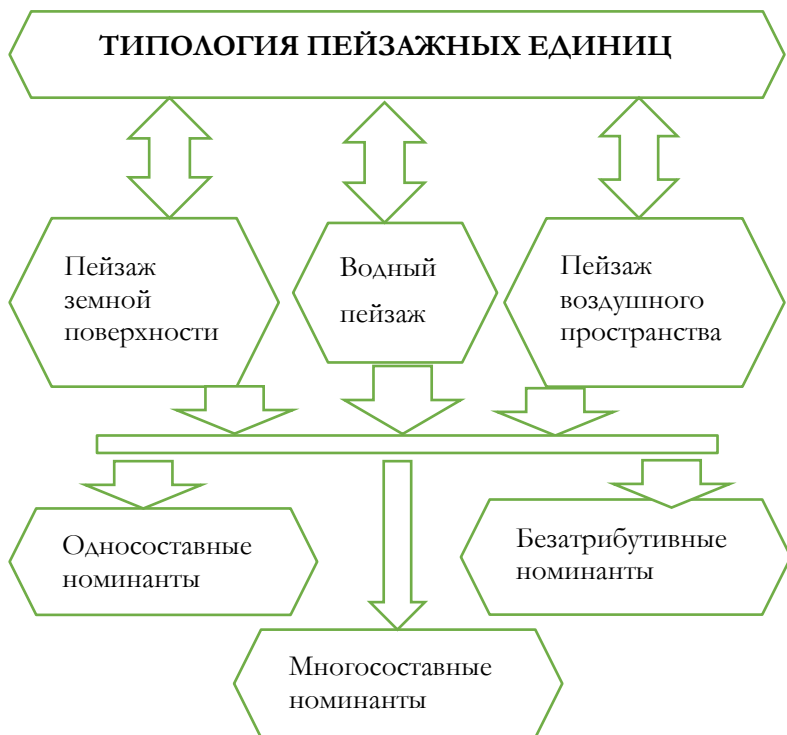 ТИПОЛОГИЯ ПЕЙЗАЖНЫХ ЕДИНИЦ
Пейзаж
земной
поверхности
Водный
пейзаж
Пейзаж
воздушного
пространства
Односоставные
номинанты
Безатрибутивные
номинанты
Многосоставные
номинанты